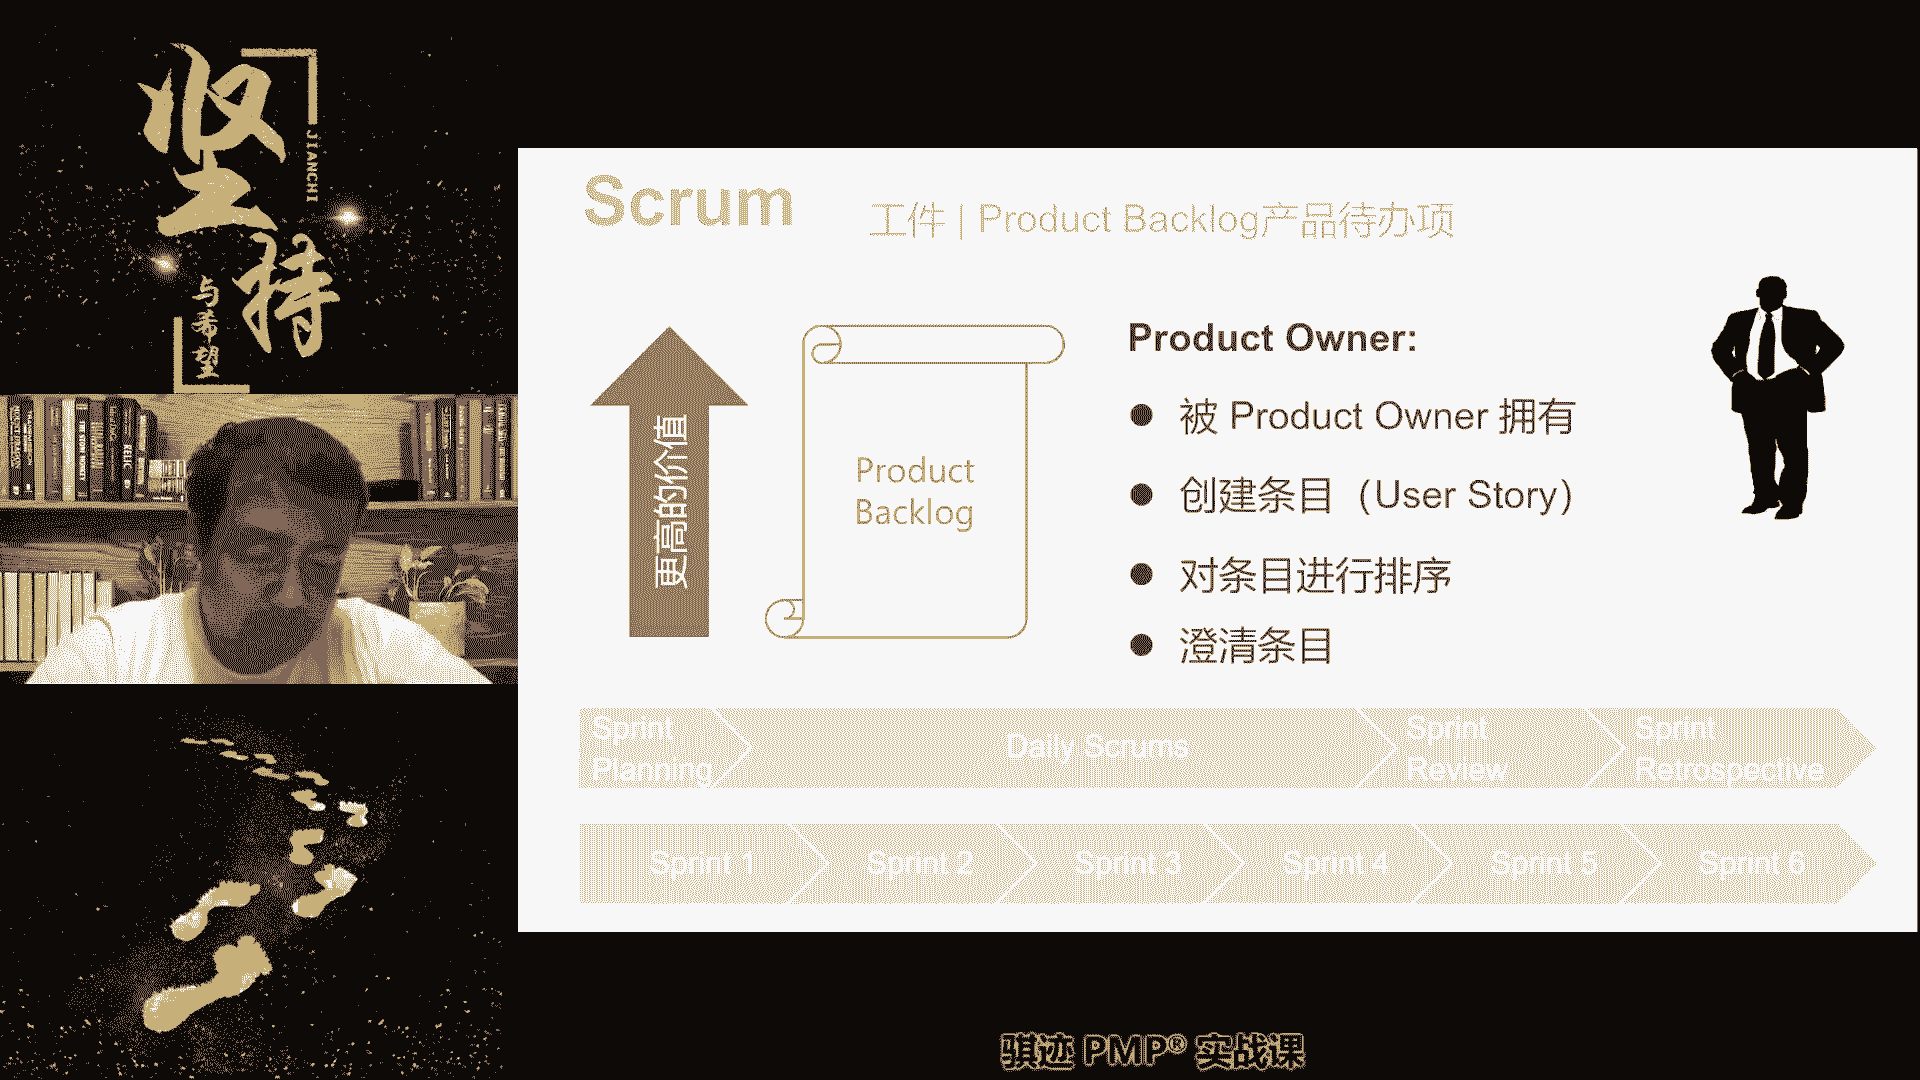 坚持
JIANCHI
与希望
Scrum
工件 | Product Backlog产品待办项
更高的价值
Product
Backlog
Product Owner:
● 被 Product Owner 拥有
● 创建条目（User Story）
● 对条目进行排序
● 澄清条目
Sprint
Planning
Daily Scrums
Sprint
Review
Sprint
Retrospective
Sprint 1
Sprint 2
Sprint 3
Sprint 4
Sprint 5
Sprint 6
骐迹 PMP® 实战课